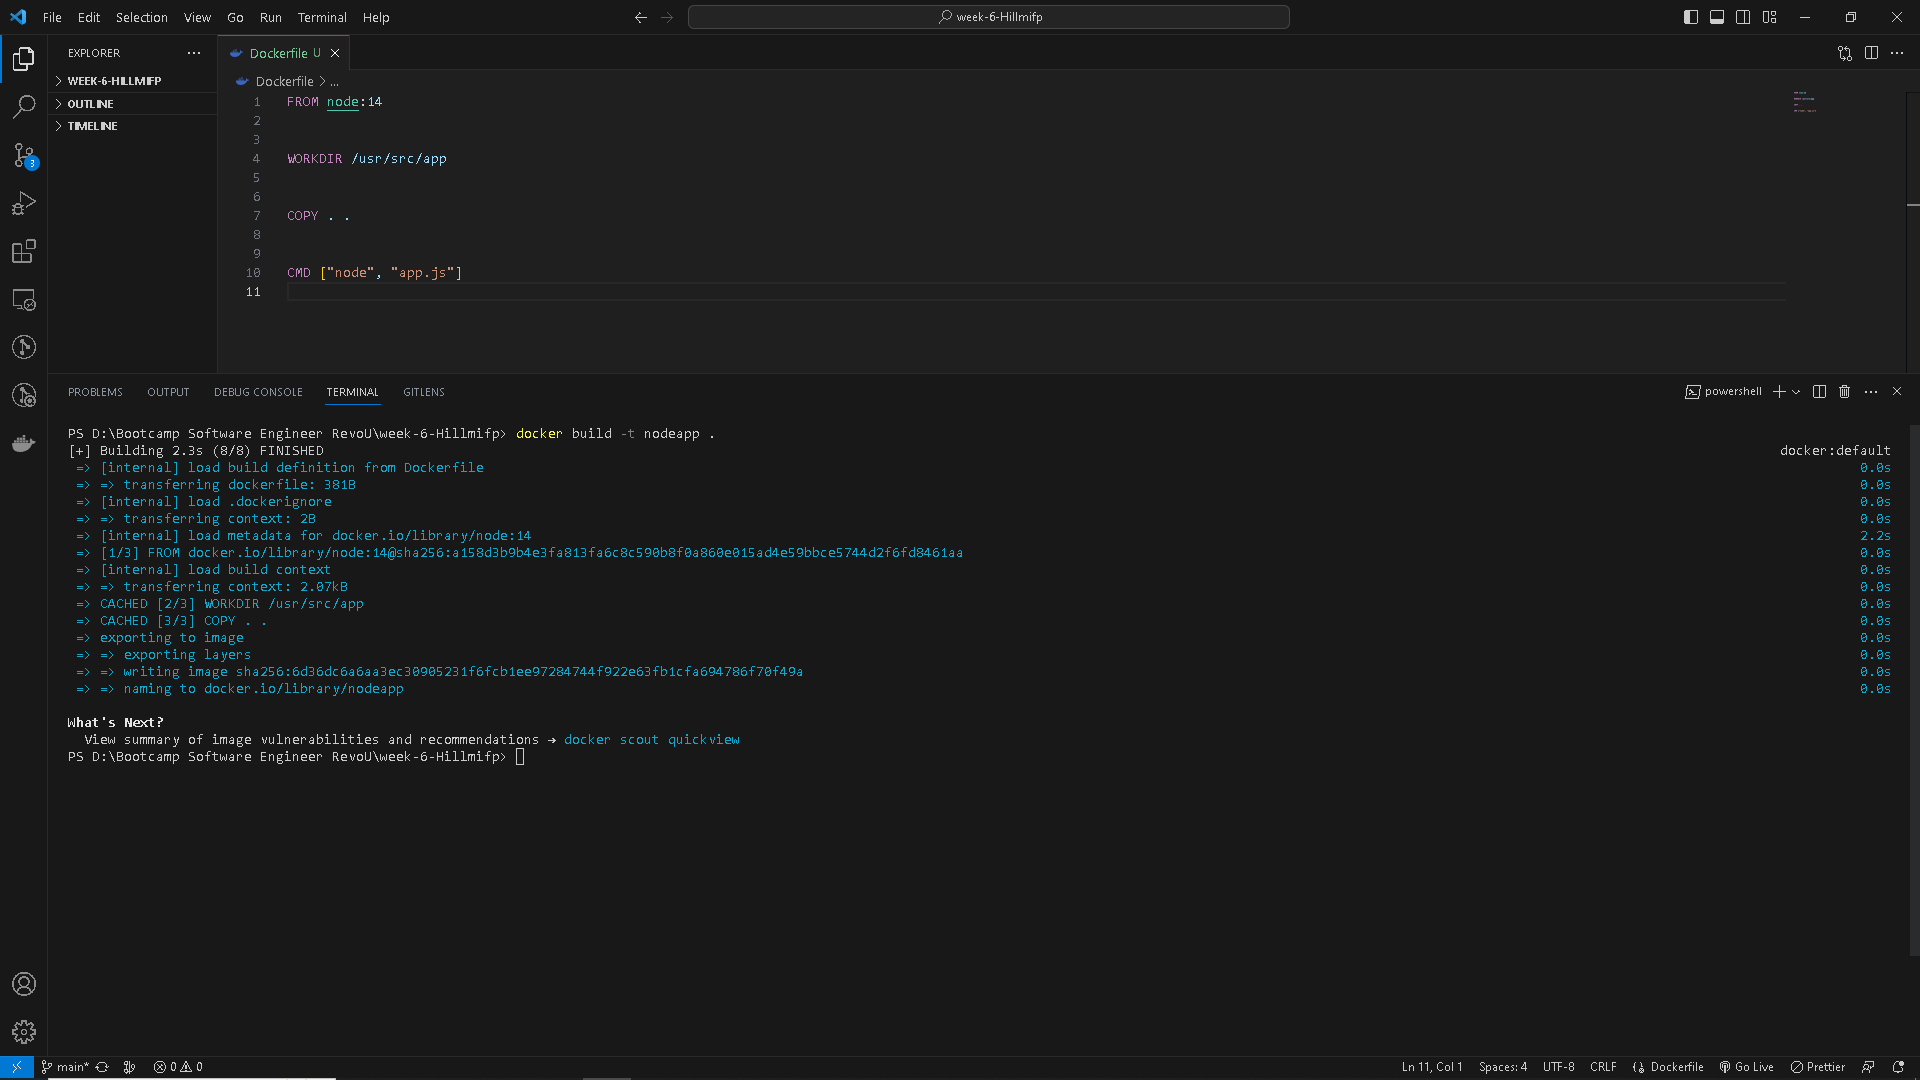 File Edit Selection View Go Run Terminal Help
week-6-Hillmifp
EXPLORER
WEEK-6-HILLMIFP
OUTLINE
TIMELINE
3
Dockerfile U
Dockerfile > ...
1 FROM node:14
2
3
4 WORKDIR /usr/src/app
5
6
7 COPY . .
8
9
10 CMD ["node", "app.js"]
11
PROBLEMS OUTPUT DEBUG CONSOLE TERMINAL GITLENS
powershell
PS D:\Bootcamp Software Engineer RevoU\week-6-Hillmifp> docker build -t nodeapp .
[+] Building 2.3s (8/8) FINISHED docker:default
=> [internal] load build definition from Dockerfile 0.0s
=> => transferring dockerfile: 381B 0.0s
=> [internal] load .dockerignore 0.0s
=> => transferring context: 2B 0.0s
=> [internal] load metadata for docker.io/library/node:14 2.2s
=> [1/3] FROM docker.io/library/node:14@sha256:a158d3b9b4e3fa813fa6c8c590b8f0a860e015ad4e59bbce5744d2f6fd8461aa 0.0s
=> [internal] load build context 0.0s
=> => transferring context: 2.07kB 0.0s
=> CACHED [2/3] WORKDIR /usr/src/app 0.0s
=> CACHED [3/3] COPY . . 0.0s
=> exporting to image 0.0s
=> => exporting layers 0.0s
=> => writing image sha256:6d36dc6a6aa3ec30905231f6fcb1ee97284744f922e63fb1cfa694786f70f49a 0.0s
=> => naming to docker.io/library/nodeapp 0.0s
What's Next?
View summary of image vulnerabilities and recommendations → docker scout quickview
PS D:\Bootcamp Software Engineer RevoU\week-6-Hillmifp>
main* 0 0 Ln 11, Col 1 Spaces: 4 UTF-8 CRLF Dockerfile Go Live Prettier